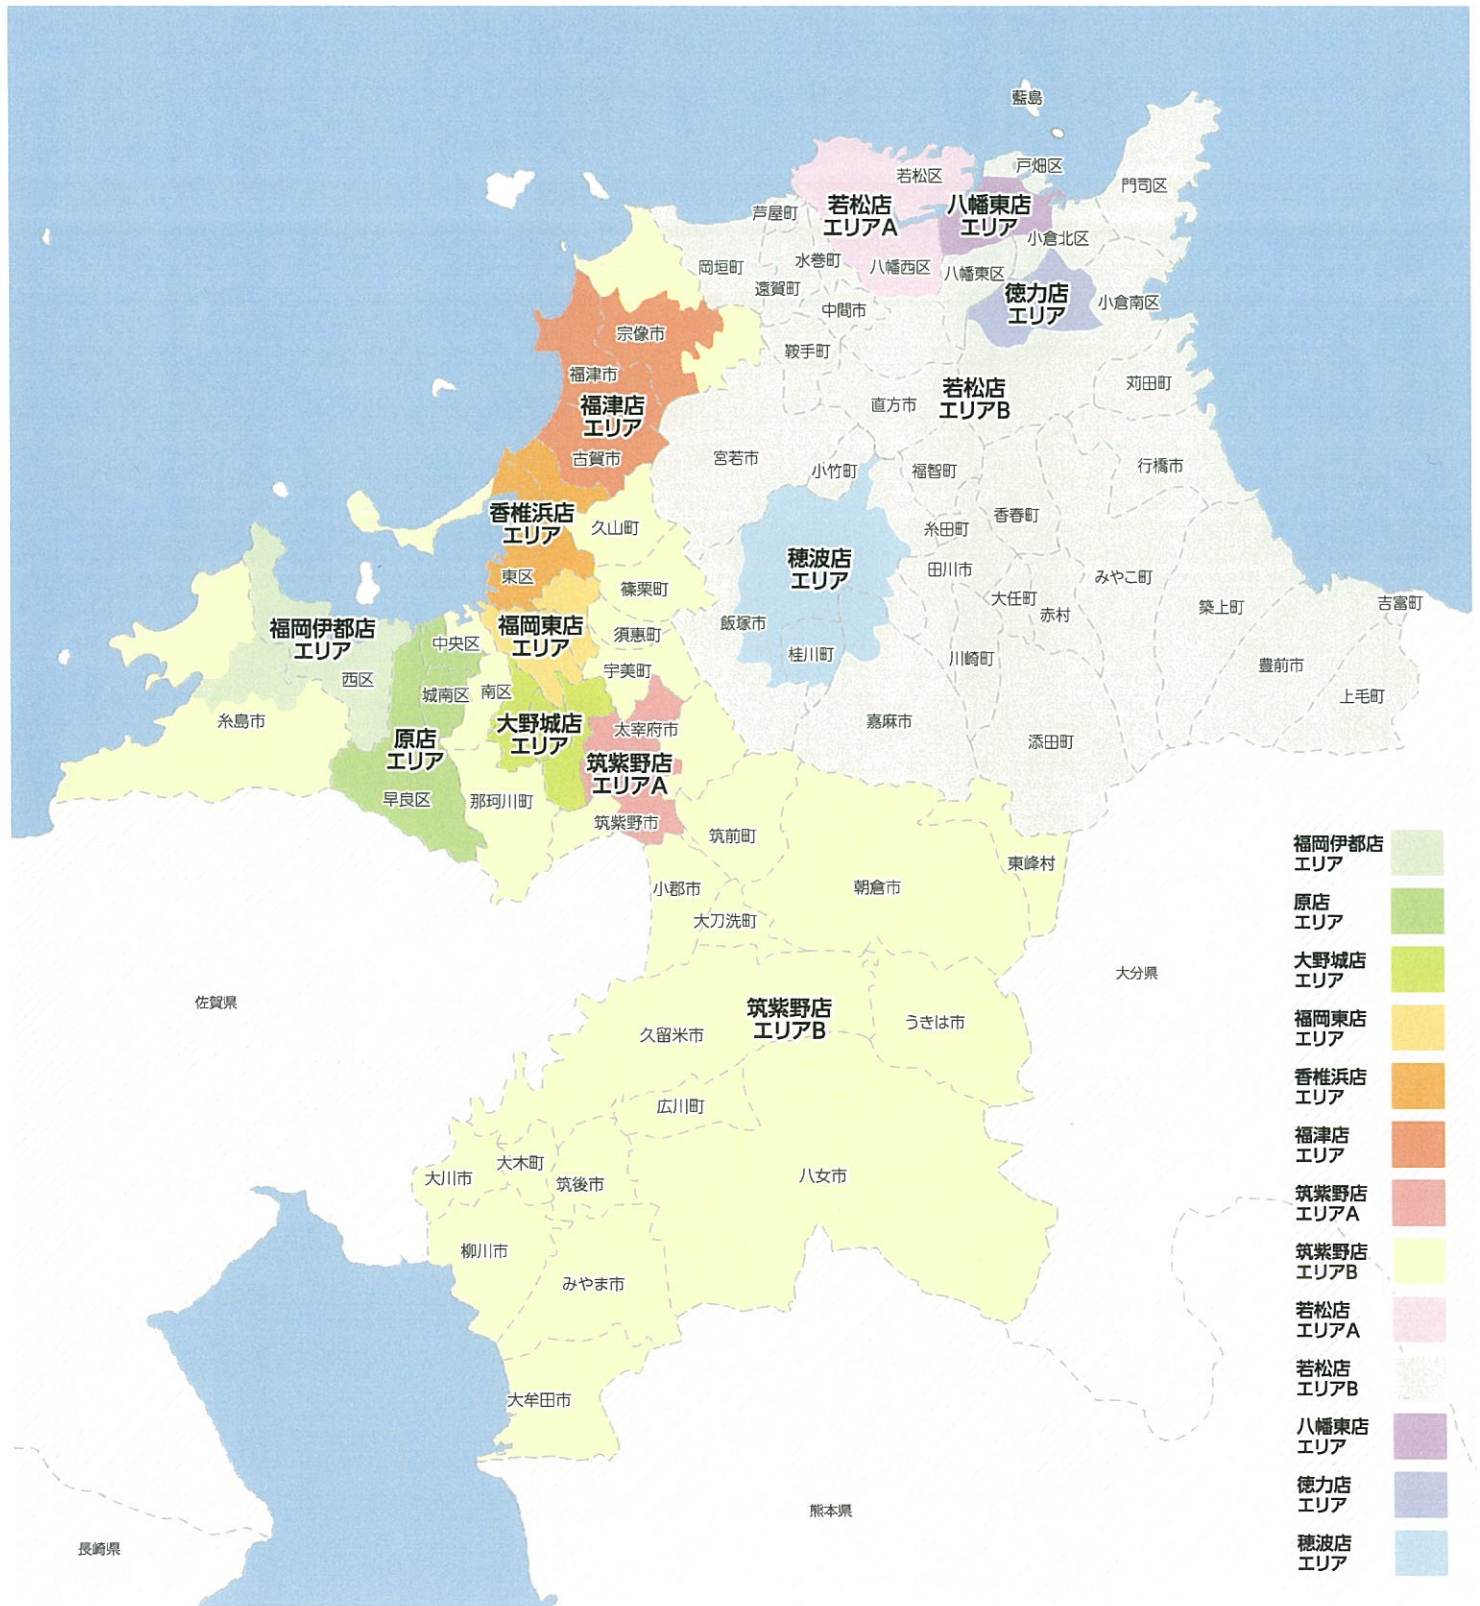 藍島
戸畑区
若松区
門司区
芦屋町
若松店
エリアA
八幡東店
エリア
小倉北区
岡垣町
水巻町
八幡西区
八幡東区
遠賀町
徳力店
エリア
小倉南区
中間市
宗像市
鞍手町
福津市
苅田町
福津店
エリア
直方市
若松店
エリアB
古賀市
宮若市
小竹町
福智町
行橋市
香椎浜店
エリア
久山町
糸田町
香春町
穂波店
エリア
東区
篠栗町
田川市
みやこ町
大任町
赤村
築上町
吉富町
福岡伊都店
エリア
中央区
福岡東店
エリア
須恵町
飯塚市
桂川町
川崎町
豊前市
宇美町
西区
城南区
南区
上毛町
糸島市
原店
エリア
大野城店
エリア
太宰府市
嘉麻市
添田町
筑紫野店
エリアA
早良区
那珂川町
筑紫野市
筑前町
東峰村
小郡市
朝倉市
大刀洗町
佐賀県
大分県
筑紫野店
エリアB
久留米市
うきは市
広川町
大川市
大木町
筑後市
八女市
柳川市
みやま市
大牟田市
熊本県
長崎県
福岡伊都店
エリア
原店
エリア
大野城店
エリア
福岡東店
エリア
香椎浜店
エリア
福津店
エリア
筑紫野店
エリアA
筑紫野店
エリアB
若松店
エリアA
若松店
エリアB
八幡東店
エリア
徳力店
エリア
穂波店
エリア